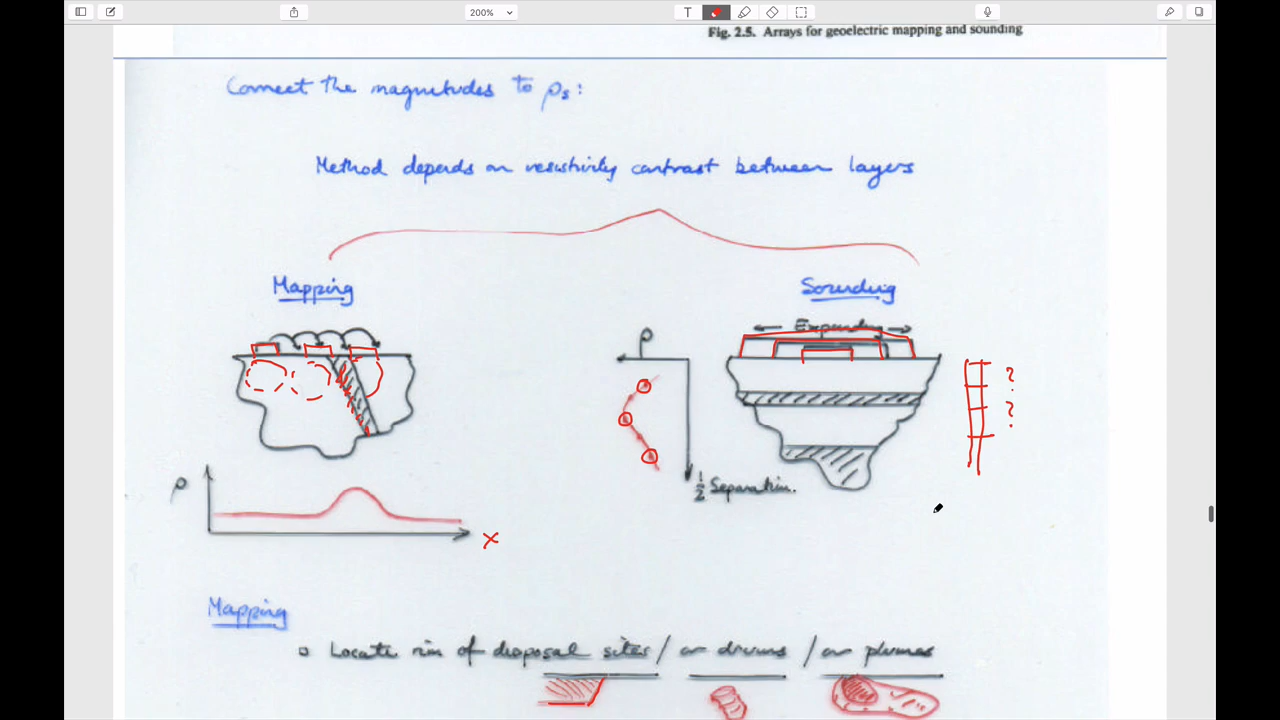 200%
T
Fig. 2.5. Arrays for geoelectric mapping and sounding
Connect the magnitudes to ρs:
Method depends on resistivity contrast between layers
Mapping
Sounding
ρ
← Expanding →
?
?
ρ
x
½ Separation.
Mapping
o Locate rim of disposal sites / or drums / or plumes